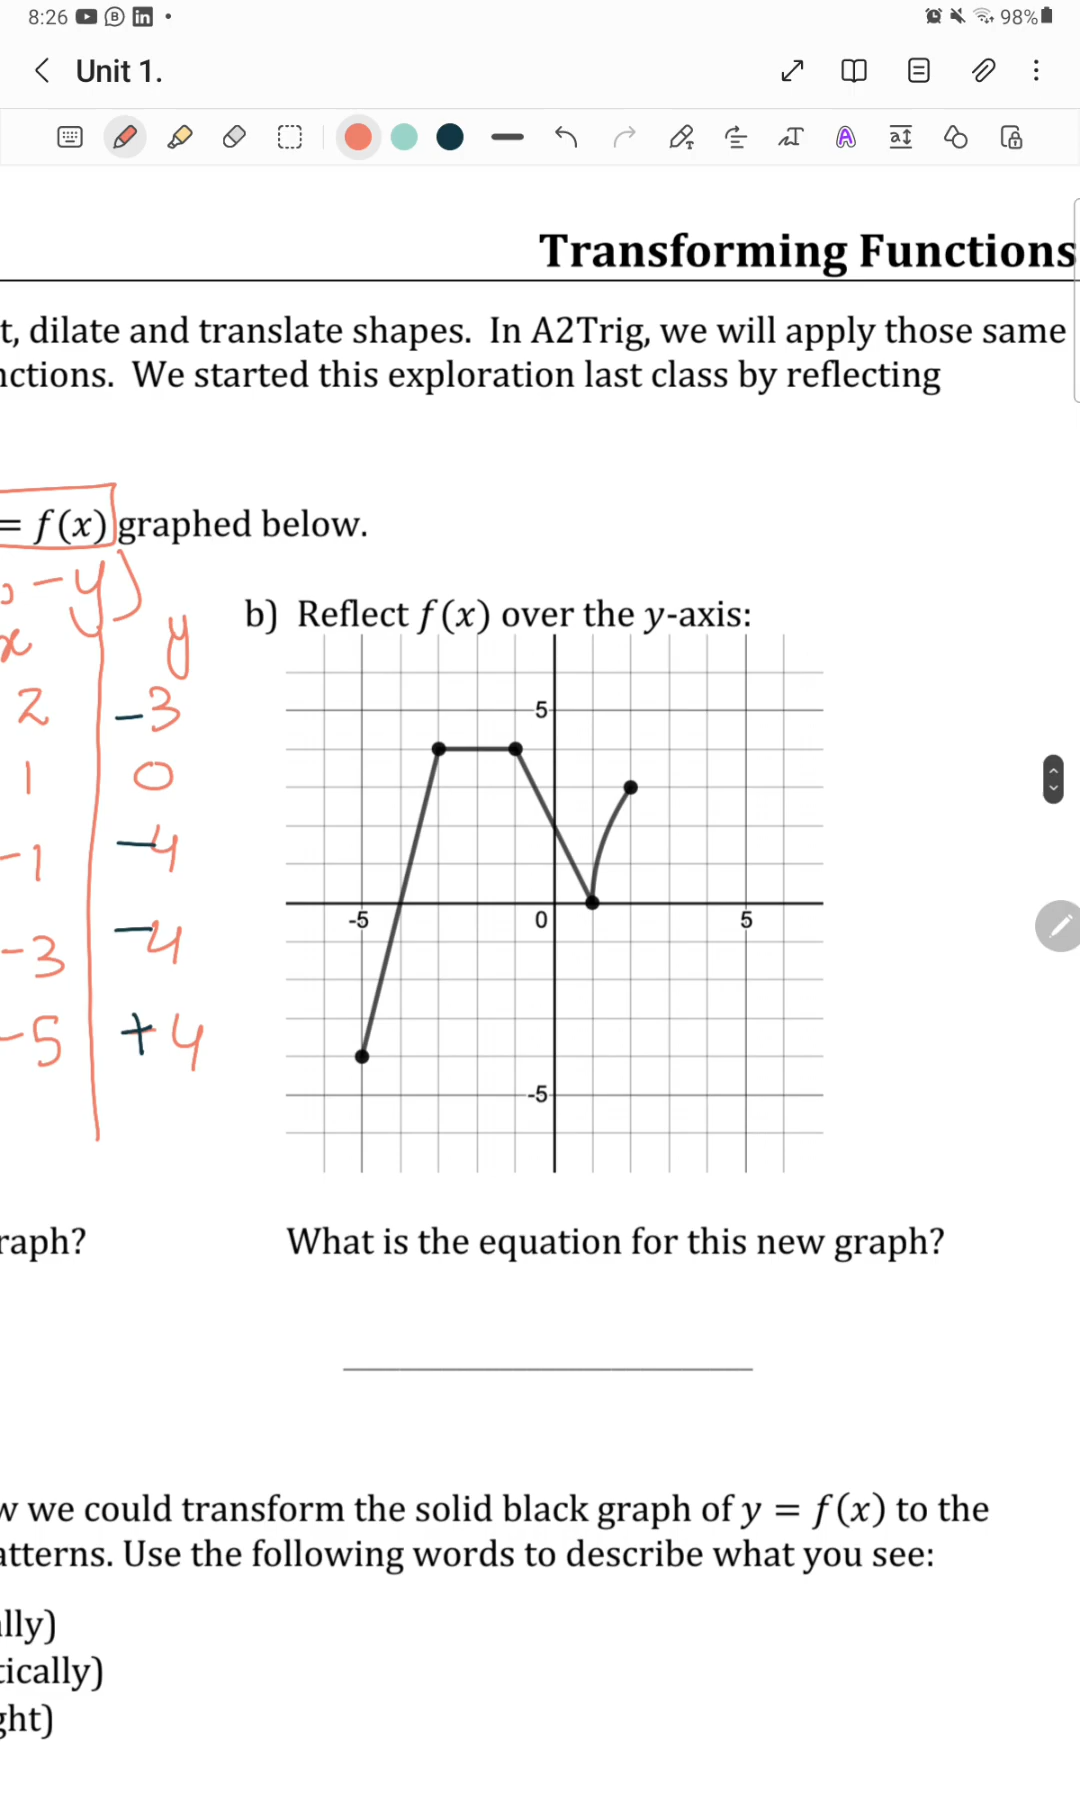 8:26
98%
Unit 1.
Transforming Functions
t, dilate and translate shapes. In A2Trig, we will apply those same
nctions. We started this exploration last class by reflecting
= f(x) graphed below.
, -y)
x y
2 -3
1 0
-1 -4
-3 -4
-5 +4
b) Reflect f(x) over the y-axis:
5
-5 0 5
-5
raph?
What is the equation for this new graph?
w we could transform the solid black graph of y = f(x) to the
atterns. Use the following words to describe what you see:
lly)
tically)
ght)